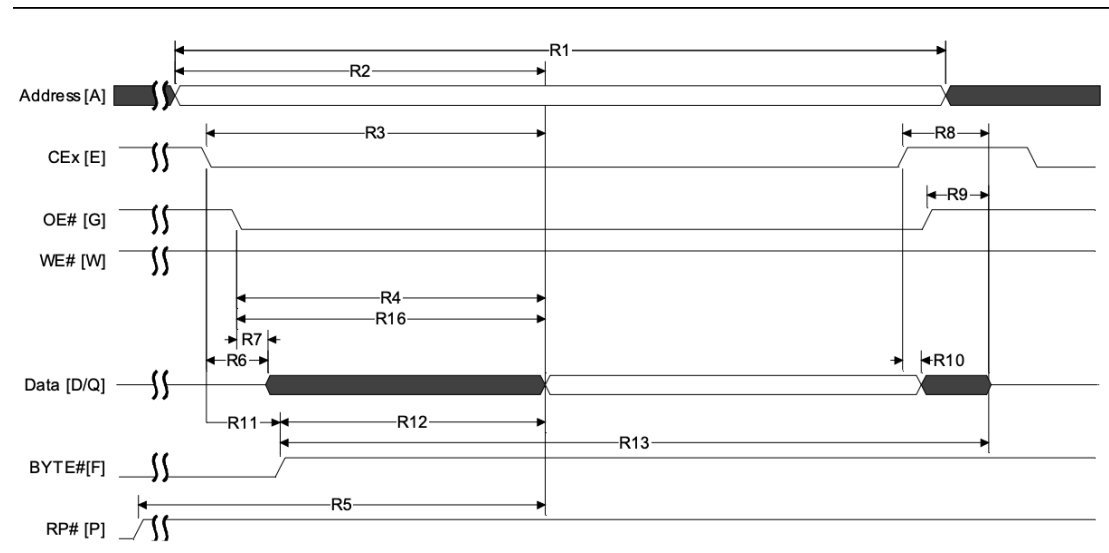 R1
R2
Address [A]
R3
R8
CEx [E]
R9
OE# [G]
WE# [W]
R4
R16
R7
R6
R10
Data [D/Q]
R11
R12
R13
BYTE#[F]
R5
RP# [P]